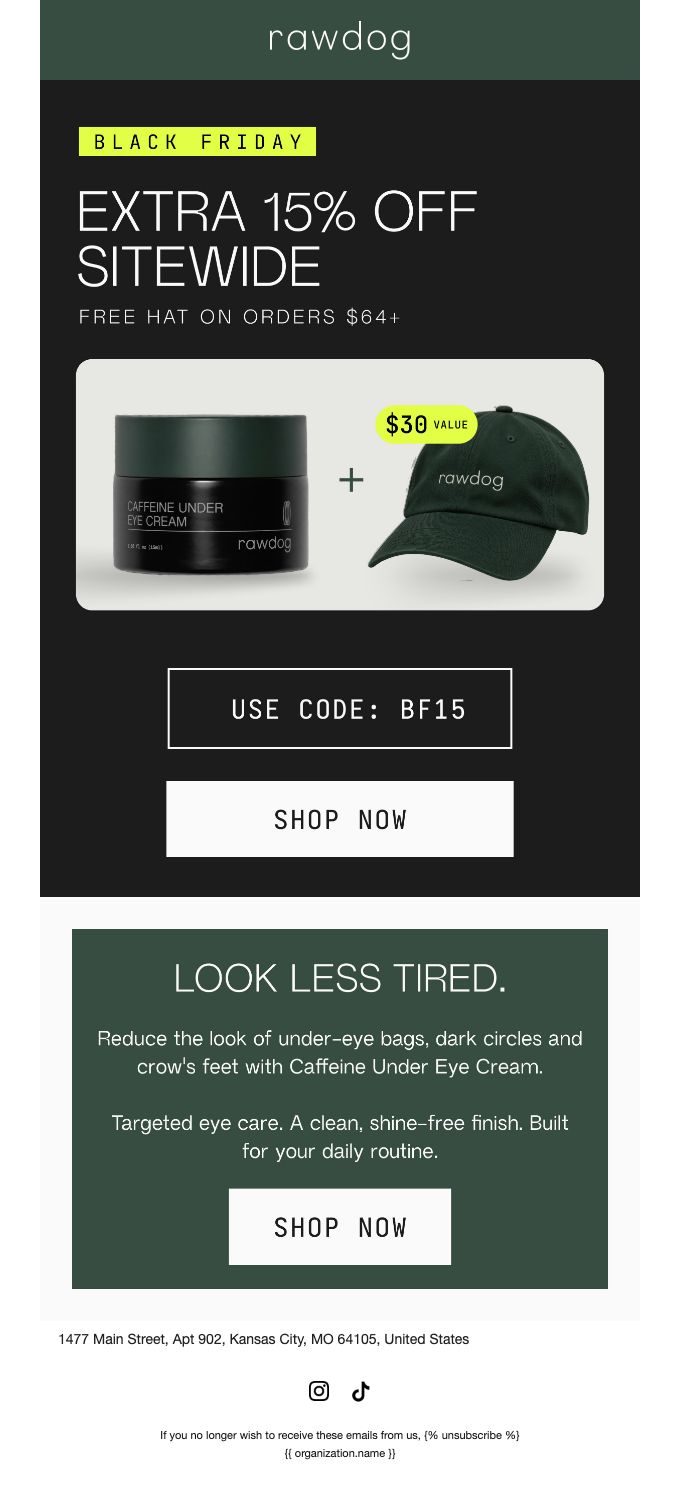 rawdog
BLACK FRIDAY
EXTRA 15% OFF
SITEWIDE
FREE HAT ON ORDERS $64+
$30 VALUE
CAFFEINE UNDER
EYE CREAM
rawdog
+
rawdog
USE CODE: BF15
SHOP NOW
LOOK LESS TIRED.
Reduce the look of under-eye bags, dark circles and
crow's feet with Caffeine Under Eye Cream.
Targeted eye care. A clean, shine-free finish. Built
for your daily routine.
SHOP NOW
1477 Main Street, Apt 902, Kansas City, MO 64105, United States
If you no longer wish to receive these emails from us, {% unsubscribe %}
{{ organization.name }}